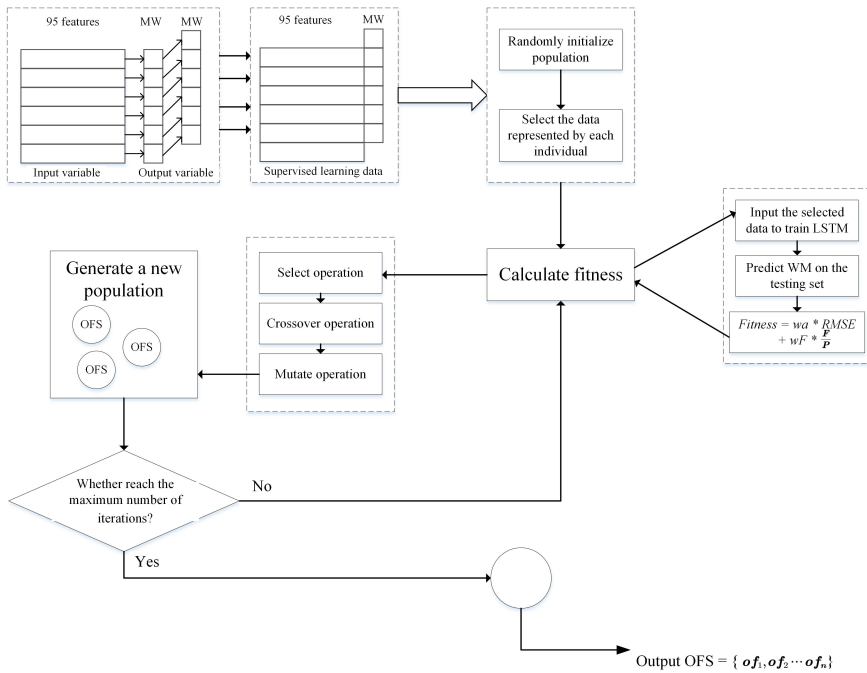 95 features
MW
MW
Input variable
Output variable
95 features
MW
Supervised learning data
Randomly initialize
population
Select the data
represented by each
individual
Calculate fitness
Input the selected
data to train LSTM
Predict WM on the
testing set
Fitness = wa * RMSE
+ wF * F/P
Select operation
Crossover operation
Mutate operation
Generate a new
population
OFS
OFS
OFS
Whether reach the
maximum number of
iterations?
No
Yes
Output OFS = { of₁, of₂ ⋯ ofₙ}